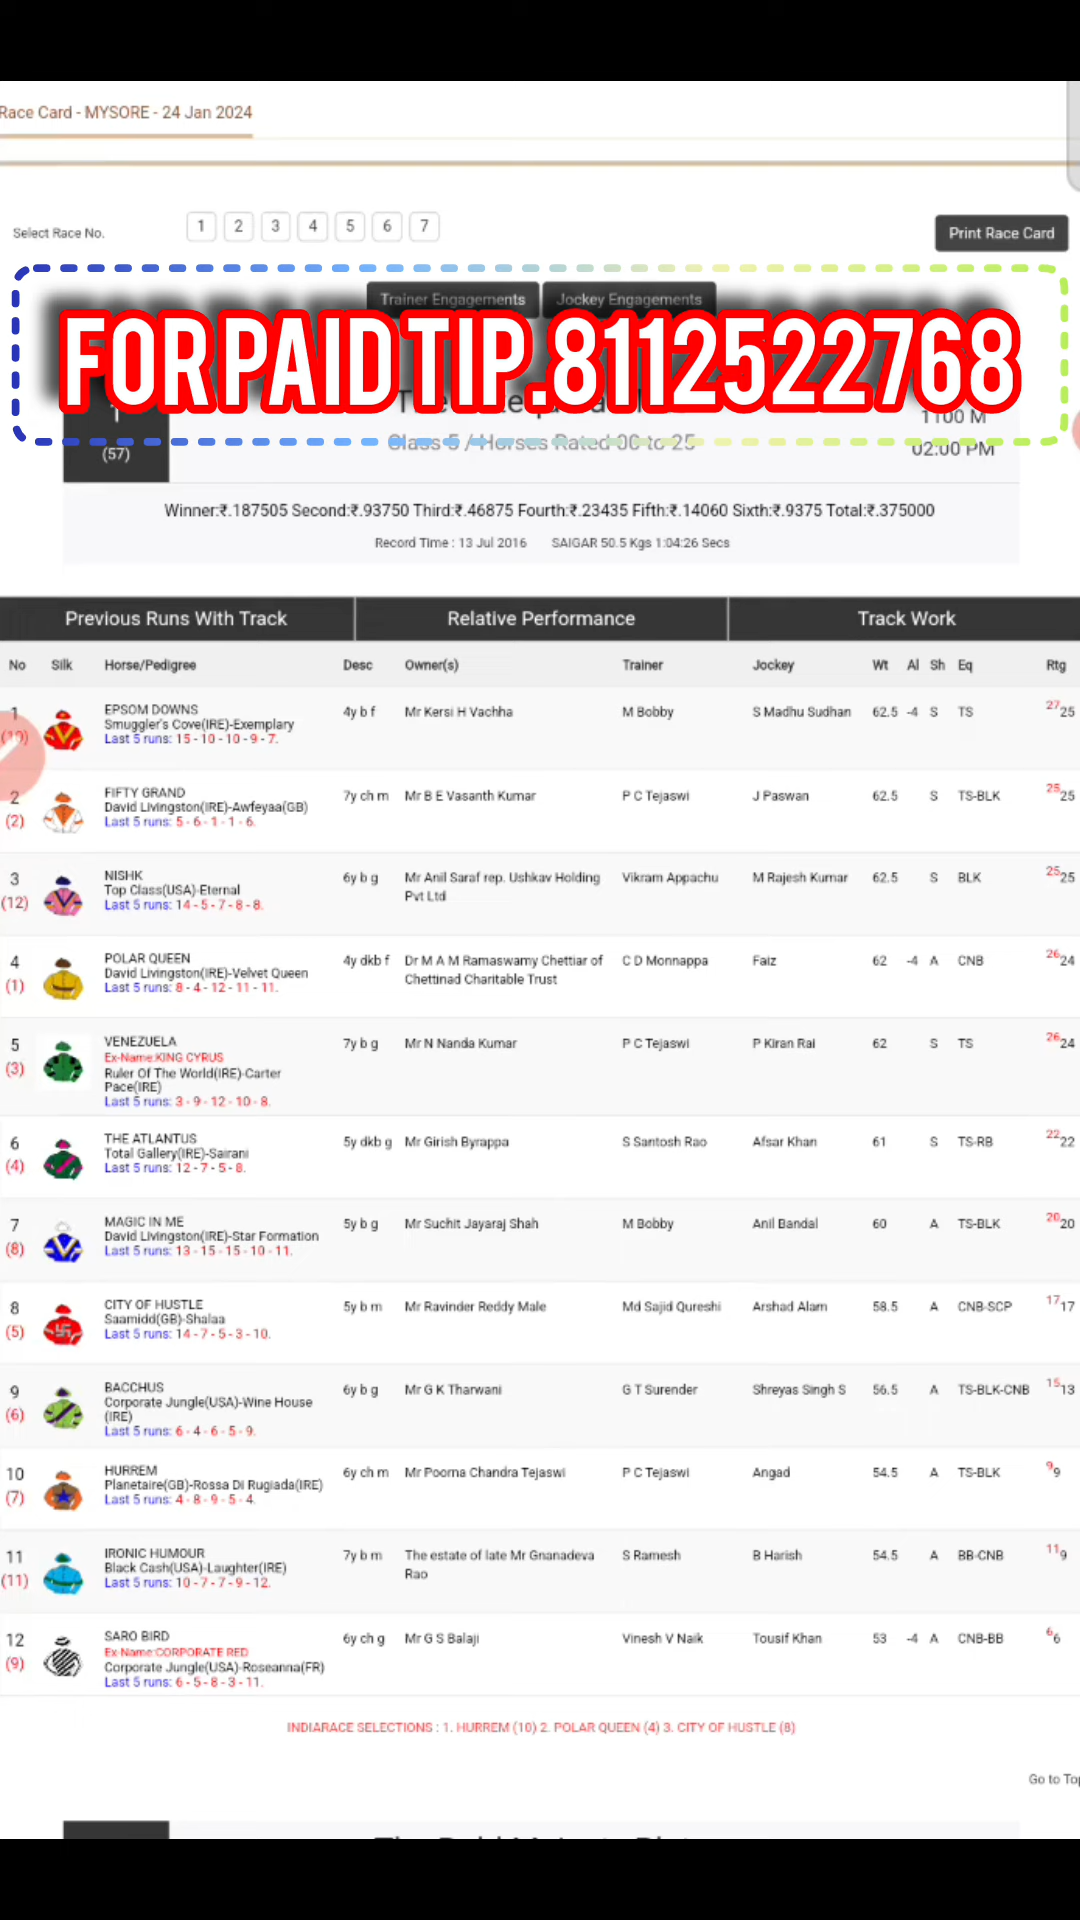 Race Card - MYSORE - 24 Jan 2024
Select Race No. 1 2 3 4 5 6 7 Print Race Card
Trainer Engagements Jockey Engagements
FOR PAID TIP.8112522768
1 1100 M
Class 5 / Horses Rated 00 to 25
(57) 02:00 PM
Winner:₹.187505 Second:₹.93750 Third:₹.46875 Fourth:₹.23435 Fifth:₹.14060 Sixth:₹.9375 Total:₹.375000
Record Time : 13 Jul 2016 SAIGAR 50.5 Kgs 1:04:26 Secs
Previous Runs With Track Relative Performance Track Work
No Silk Horse/Pedigree Desc Owner(s) Trainer Jockey Wt Al Sh Eq Rtg
1 EPSOM DOWNS 4y b f Mr Kersi H Vachha M Bobby S Madhu Sudhan 62.5 -4 S TS 27 25
(10) Smuggler's Cove(IRE)-Exemplary
Last 5 runs: 15 - 10 - 10 - 9 - 7.
2 FIFTY GRAND 7y ch m Mr B E Vasanth Kumar P C Tejaswi J Paswan 62.5 S TS-BLK 25 25
(2) David Livingston(IRE)-Awfeyaa(GB)
Last 5 runs: 5 - 6 - 1 - 1 - 6.
3 NISHK 6y b g Mr Anil Saraf rep. Ushkav Holding Vikram Appachu M Rajesh Kumar 62.5 S BLK 25 25
(12) Top Class(USA)-Eternal Pvt Ltd
Last 5 runs: 14 - 5 - 7 - 8 - 8.
4 POLAR QUEEN 4y dkb f Dr M A M Ramaswamy Chettiar of C D Monnappa Faiz 62 -4 A CNB 26 24
(1) David Livingston(IRE)-Velvet Queen Chettinad Charitable Trust
Last 5 runs: 8 - 4 - 12 - 11 - 11.
5 VENEZUELA 7y b g Mr N Nanda Kumar P C Tejaswi P Kiran Rai 62 S TS 26 24
(3) Ex-Name:KING CYRUS
Ruler Of The World(IRE)-Carter
Pace(IRE)
Last 5 runs: 3 - 9 - 12 - 10 - 8.
6 THE ATLANTUS 5y dkb g Mr Girish Byrappa S Santosh Rao Afsar Khan 61 S TS-RB 22 22
(4) Total Gallery(IRE)-Sairani
Last 5 runs: 12 - 7 - 5 - 8.
7 MAGIC IN ME 5y b g Mr Suchit Jayaraj Shah M Bobby Anil Bandal 60 A TS-BLK 20 20
(8) David Livingston(IRE)-Star Formation
Last 5 runs: 13 - 15 - 15 - 10 - 11.
8 CITY OF HUSTLE 5y b m Mr Ravinder Reddy Male Md Sajid Qureshi Arshad Alam 58.5 A CNB-SCP 17 17
(5) Saamidd(GB)-Shalaa
Last 5 runs: 14 - 7 - 5 - 3 - 10.
9 BACCHUS 6y b g Mr G K Tharwani G T Surender Shreyas Singh S 56.5 A TS-BLK-CNB 15 13
(6) Corporate Jungle(USA)-Wine House
(IRE)
Last 5 runs: 6 - 4 - 6 - 5 - 9.
10 HURREM 6y ch m Mr Poorna Chandra Tejaswi P C Tejaswi Angad 54.5 A TS-BLK 9 9
(7) Planetaire(GB)-Rossa Di Rugiada(IRE)
Last 5 runs: 4 - 8 - 9 - 5 - 4.
11 IRONIC HUMOUR 7y b m The estate of late Mr Gnanadeva S Ramesh B Harish 54.5 A BB-CNB 11 9
(11) Black Cash(USA)-Laughter(IRE) Rao
Last 5 runs: 10 - 7 - 7 - 9 - 12.
12 SARO BIRD 6y ch g Mr G S Balaji Vinesh V Naik Tousif Khan 53 -4 A CNB-BB 6 6
(9) Ex-Name:CORPORATE RED
Corporate Jungle(USA)-Roseanna(FR)
Last 5 runs: 6 - 5 - 8 - 3 - 11.
INDIARACE SELECTIONS : 1. HURREM (10) 2. POLAR QUEEN (4) 3. CITY OF HUSTLE (8)
Go to Top